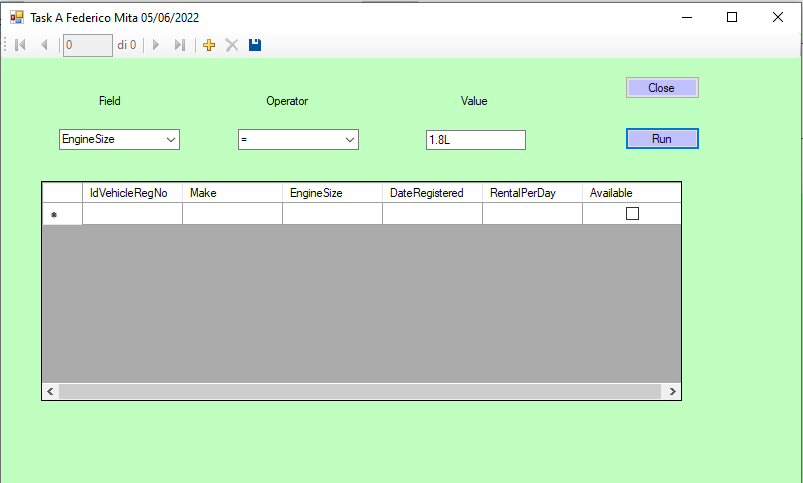 Task A Federico Mita 05/06/2022
0 di 0
Close
Field Operator Value
EngineSize = 1.8L Run
IdVehicleRegNo Make EngineSize DateRegistered RentalPerDay Available